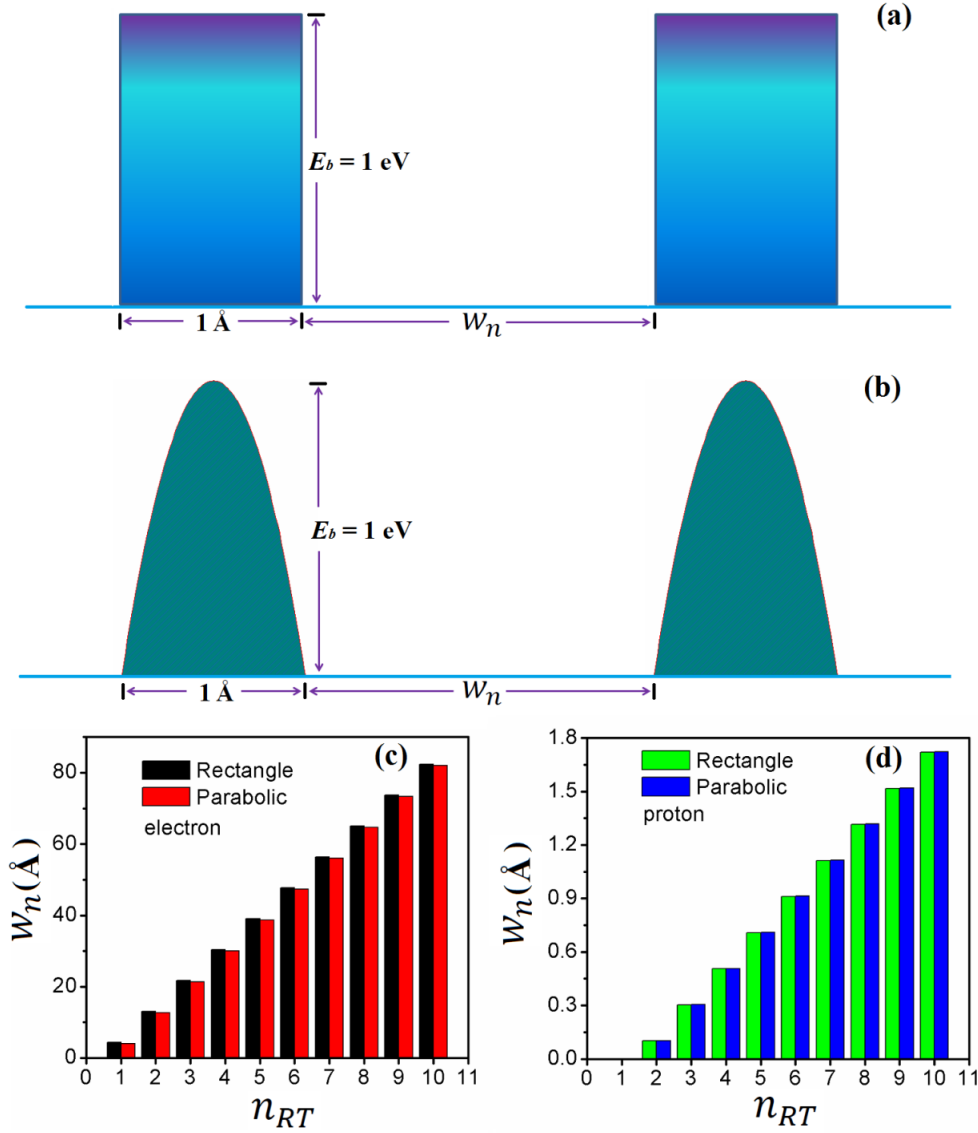 (a)
E_b = 1 eV
1 Å
w_n
(b)
E_b = 1 eV
1 Å
w_n
(c)
Rectangle
Parabolic
electron
w_n(Å)
80
60
40
20
0
0 1 2 3 4 5 6 7 8 9 10 11
n_RT
(d)
Rectangle
Parabolic
proton
w_n(Å)
1.8
1.5
1.2
0.9
0.6
0.3
0.0
0 1 2 3 4 5 6 7 8 9 10 11
n_RT